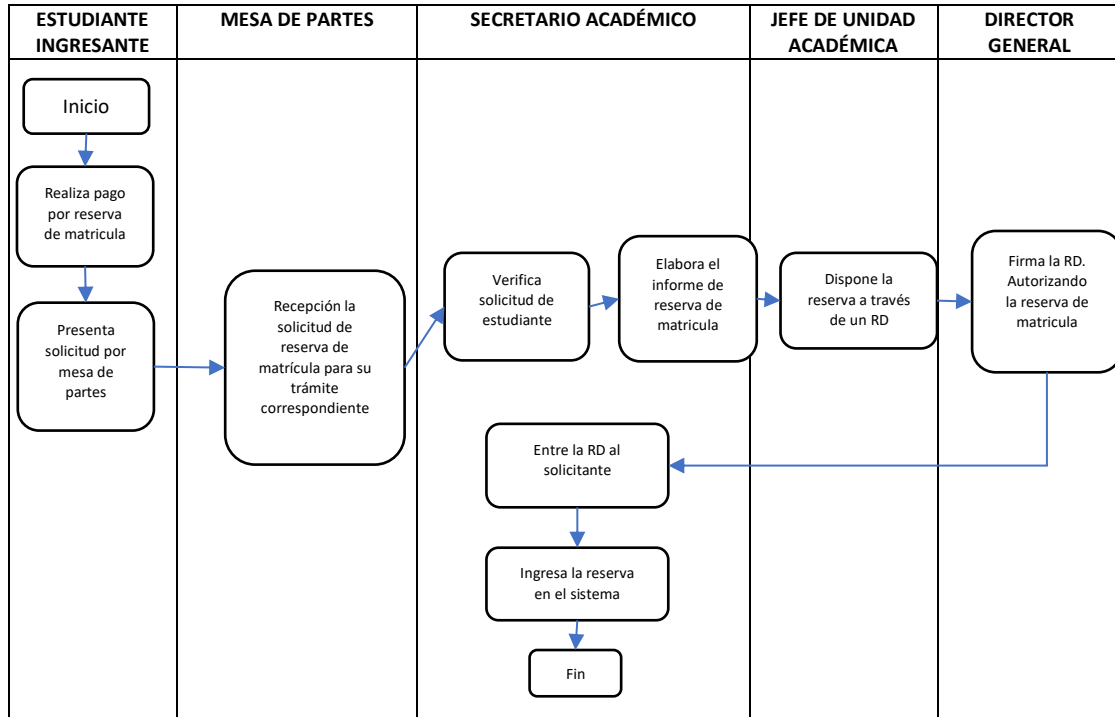 ESTUDIANTE
INGRESANTE
MESA DE PARTES
SECRETARIO ACADÉMICO
JEFE DE UNIDAD
ACADÉMICA
DIRECTOR
GENERAL
Inicio
Realiza pago
por reserva
de matricula
Presenta
solicitud por
mesa de
partes
Recepción la
solicitud de
reserva de
matrícula para su
trámite
correspondiente
Verifica
solicitud de
estudiante
Elabora el
informe de
reserva de
matricula
Dispone la
reserva a través
de un RD
Firma la RD.
Autorizando
la reserva de
matricula
Entre la RD al
solicitante
Ingresa la reserva
en el sistema
Fin